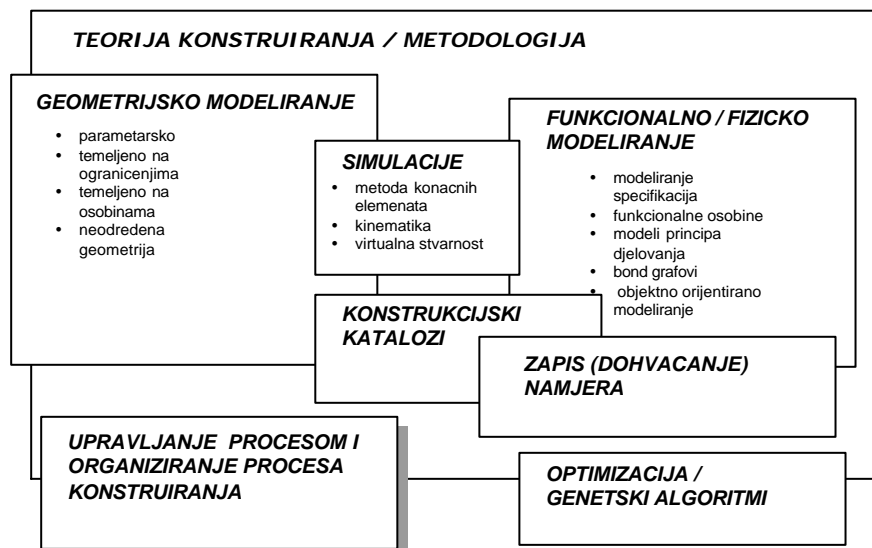 TEORIJA KONSTRUIRANJA / METODOLOGIJA
GEOMETRIJSKO MODELIRANJE
• parametarsko
• temeljeno na
ogranicenjima
• temeljeno na
osobinama
• neodredena
geometrija
SIMULACIJE
• metoda konacnih
elemenata
• kinematika
• virtualna stvarnost
FUNKCIONALNO / FIZICKO
MODELIRANJE
• modeliranje
specifikacija
• funkcionalne osobine
• modeli principa
djelovanja
• bond grafovi
• objektno orijentirano
modeliranje
KONSTRUKCIJSKI
KATALOZI
ZAPIS (DOHVACANJE)
NAMJERA
UPRAVLJANJE PROCESOM I
ORGANIZIRANJE PROCESA
KONSTRUIRANJA
OPTIMIZACIJA /
GENETSKI ALGORITMI